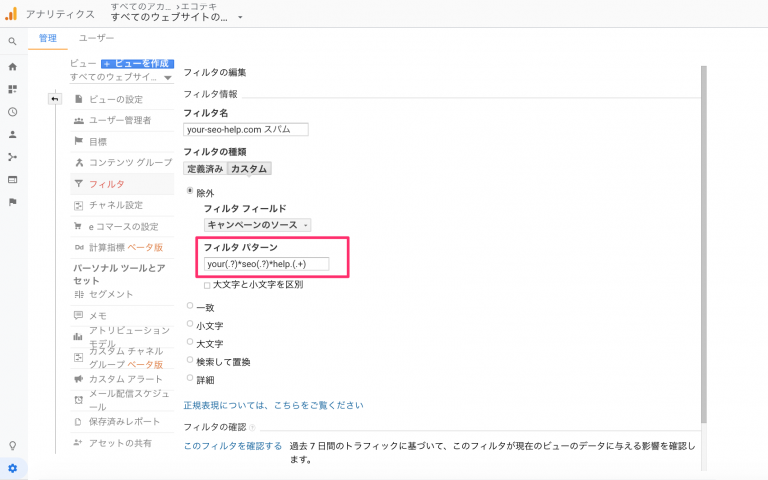 すべてのアカ... > エコテキ
アナリティクス
すべてのウェブサイトの...
管理
ユーザー
ビュー
+ ビューを作成
すべてのウェブサイ...
ビューの設定
ユーザー管理者
目標
コンテンツ グループ
フィルタ
チャネル設定
e コマースの設定
Dd 計算指標 ベータ版
パーソナル ツールとア
セット
セグメント
メモ
アトリビューション
モデル
カスタム チャネル
グループ ベータ版
カスタム アラート
メール配信スケジュ
ール
保存済みレポート
アセットの共有
フィルタの編集
フィルタ情報
フィルタ名
your-seo-help.com スパム
フィルタの種類
定義済み カスタム
除外
フィルタ フィールド
キャンペーンのソース
フィルタ パターン
your(.?)*seo(.?)*help.(.+)
大文字と小文字を区別
一致
小文字
大文字
検索して置換
詳細
正規表現については、こちらをご覧ください
フィルタの確認 ?
このフィルタを確認する 過去 7 日間のトラフィックに基づいて、このフィルタが現在のビューのデータに与える影響を確認し
ます。